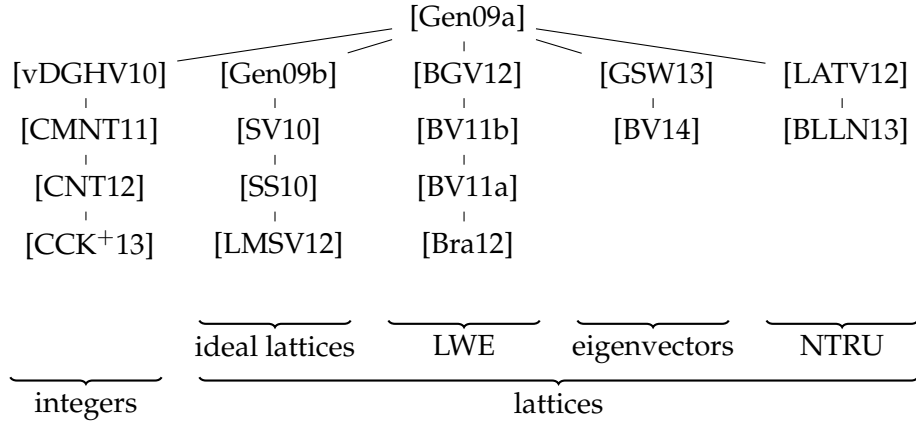 [Gen09a]
[vDGHV10] [Gen09b] [BGV12] [GSW13] [LATV12]
[CMNT11] [SV10] [BV11b] [BV14] [BLLN13]
[CNT12] [SS10] [BV11a]
[CCK+13] [LMSV12] [Bra12]
ideal lattices LWE eigenvectors NTRU
integers lattices